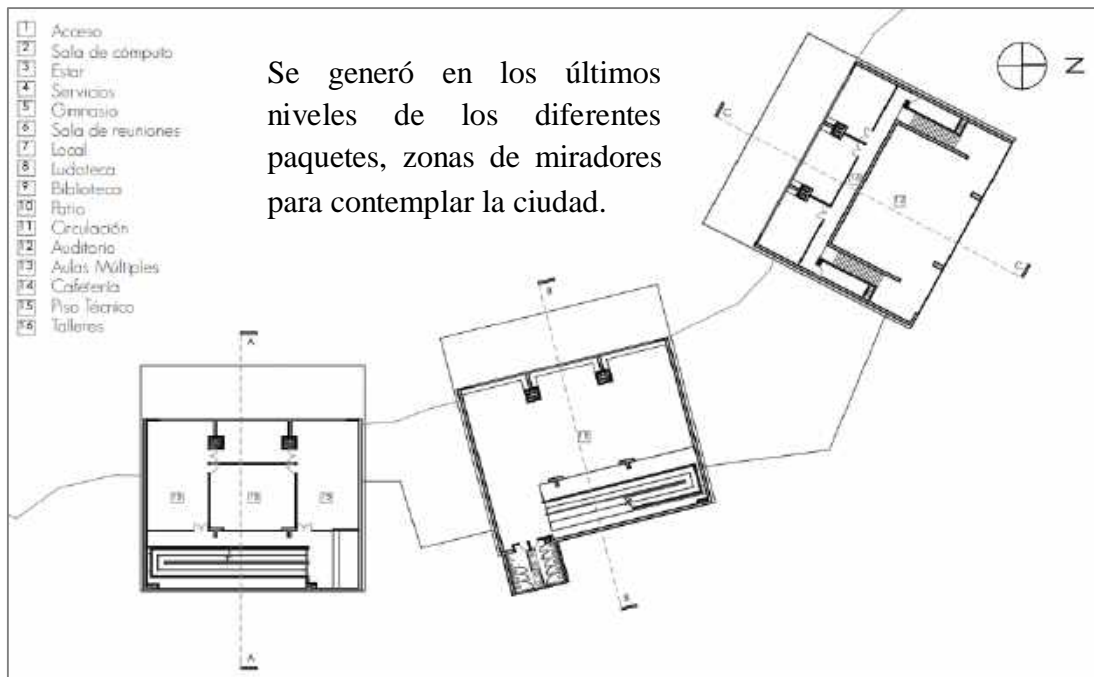 1 Acceso
2 Sala de cómputo
3 Estar
4 Servicios
5 Gimnasio
6 Sala de reuniones
7 Local
8 Ludoteca
9 Biblioteca
10 Patio
11 Circulación
12 Auditorio
13 Aulas Múltiples
14 Cafetería
15 Piso Técnico
16 Talleres
Se generó en los últimos
niveles de los diferentes
paquetes, zonas de miradores
para contemplar la ciudad.
N
C
C
B
B
A
A